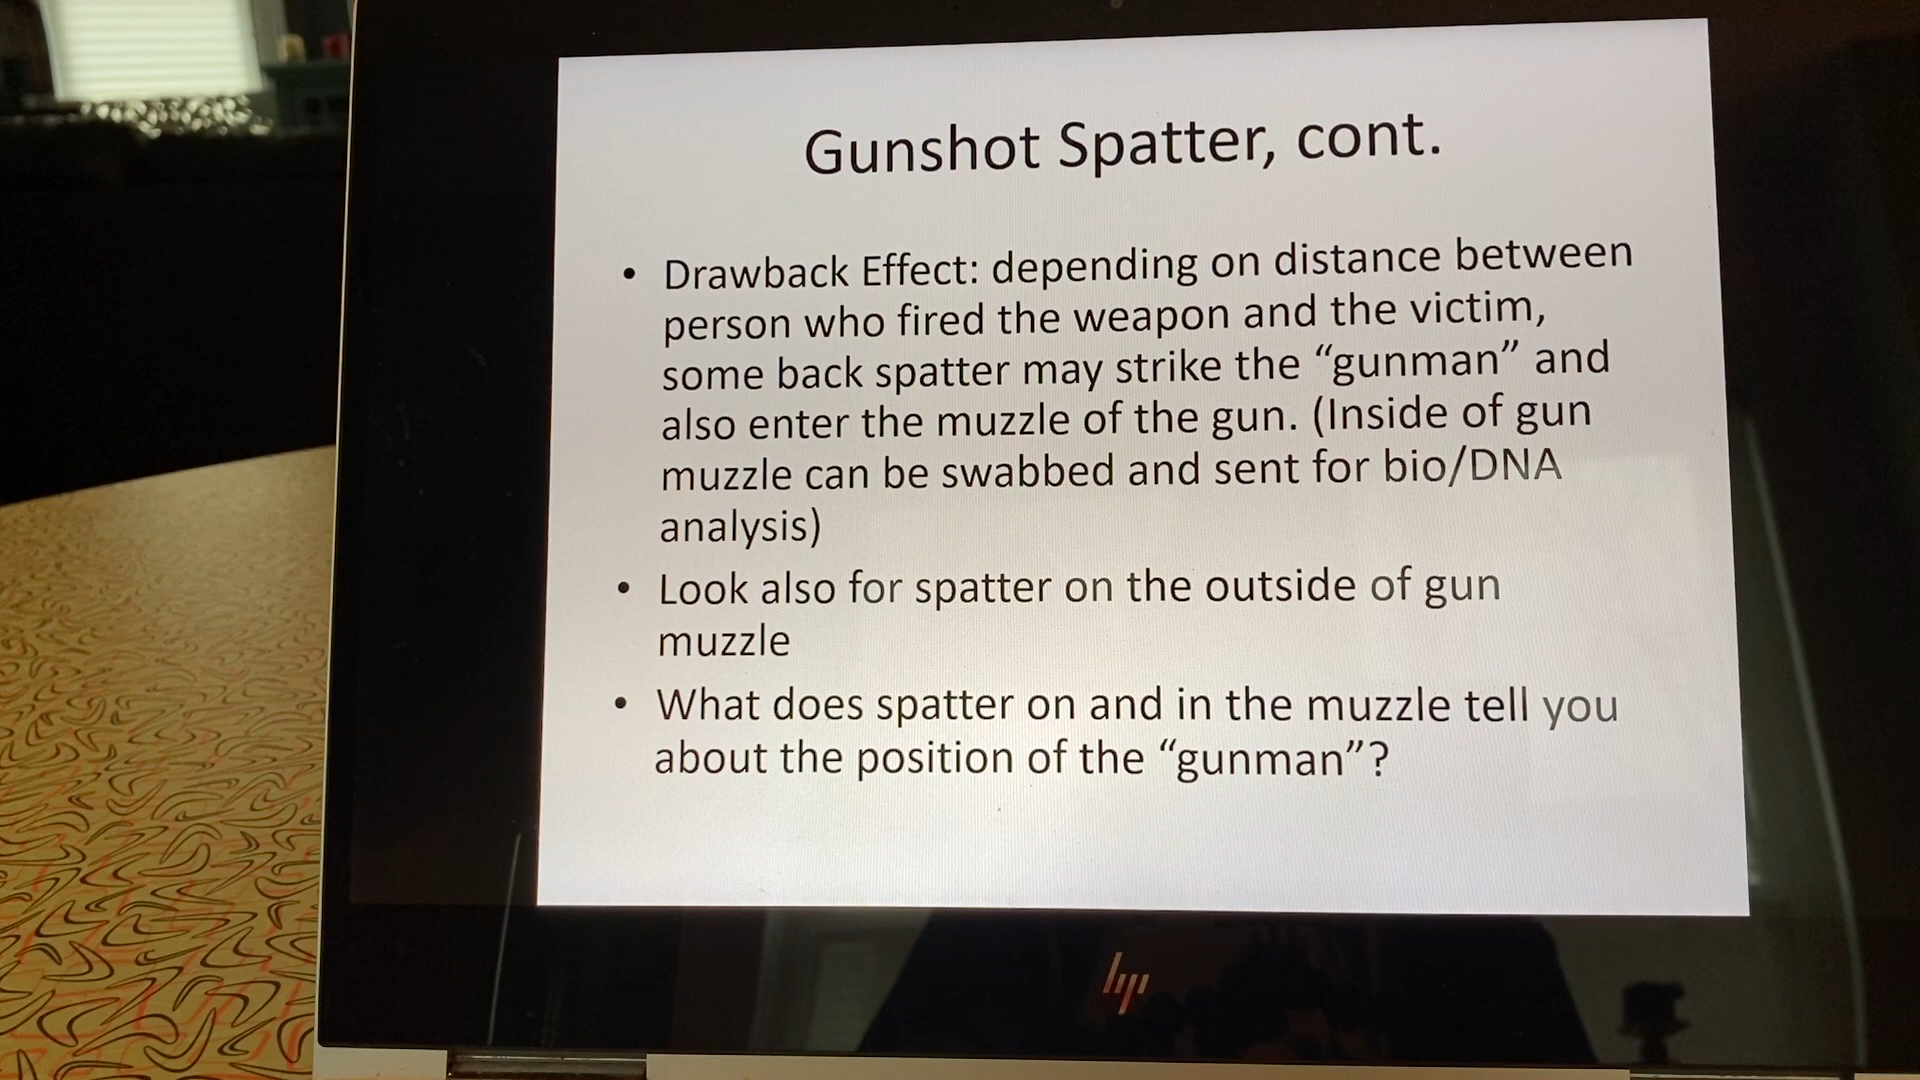 Gunshot Spatter, cont.
• Drawback Effect: depending on distance between
person who fired the weapon and the victim,
some back spatter may strike the “gunman” and
also enter the muzzle of the gun. (Inside of gun
muzzle can be swabbed and sent for bio/DNA
analysis)
• Look also for spatter on the outside of gun
muzzle
• What does spatter on and in the muzzle tell you
about the position of the “gunman”?
hp